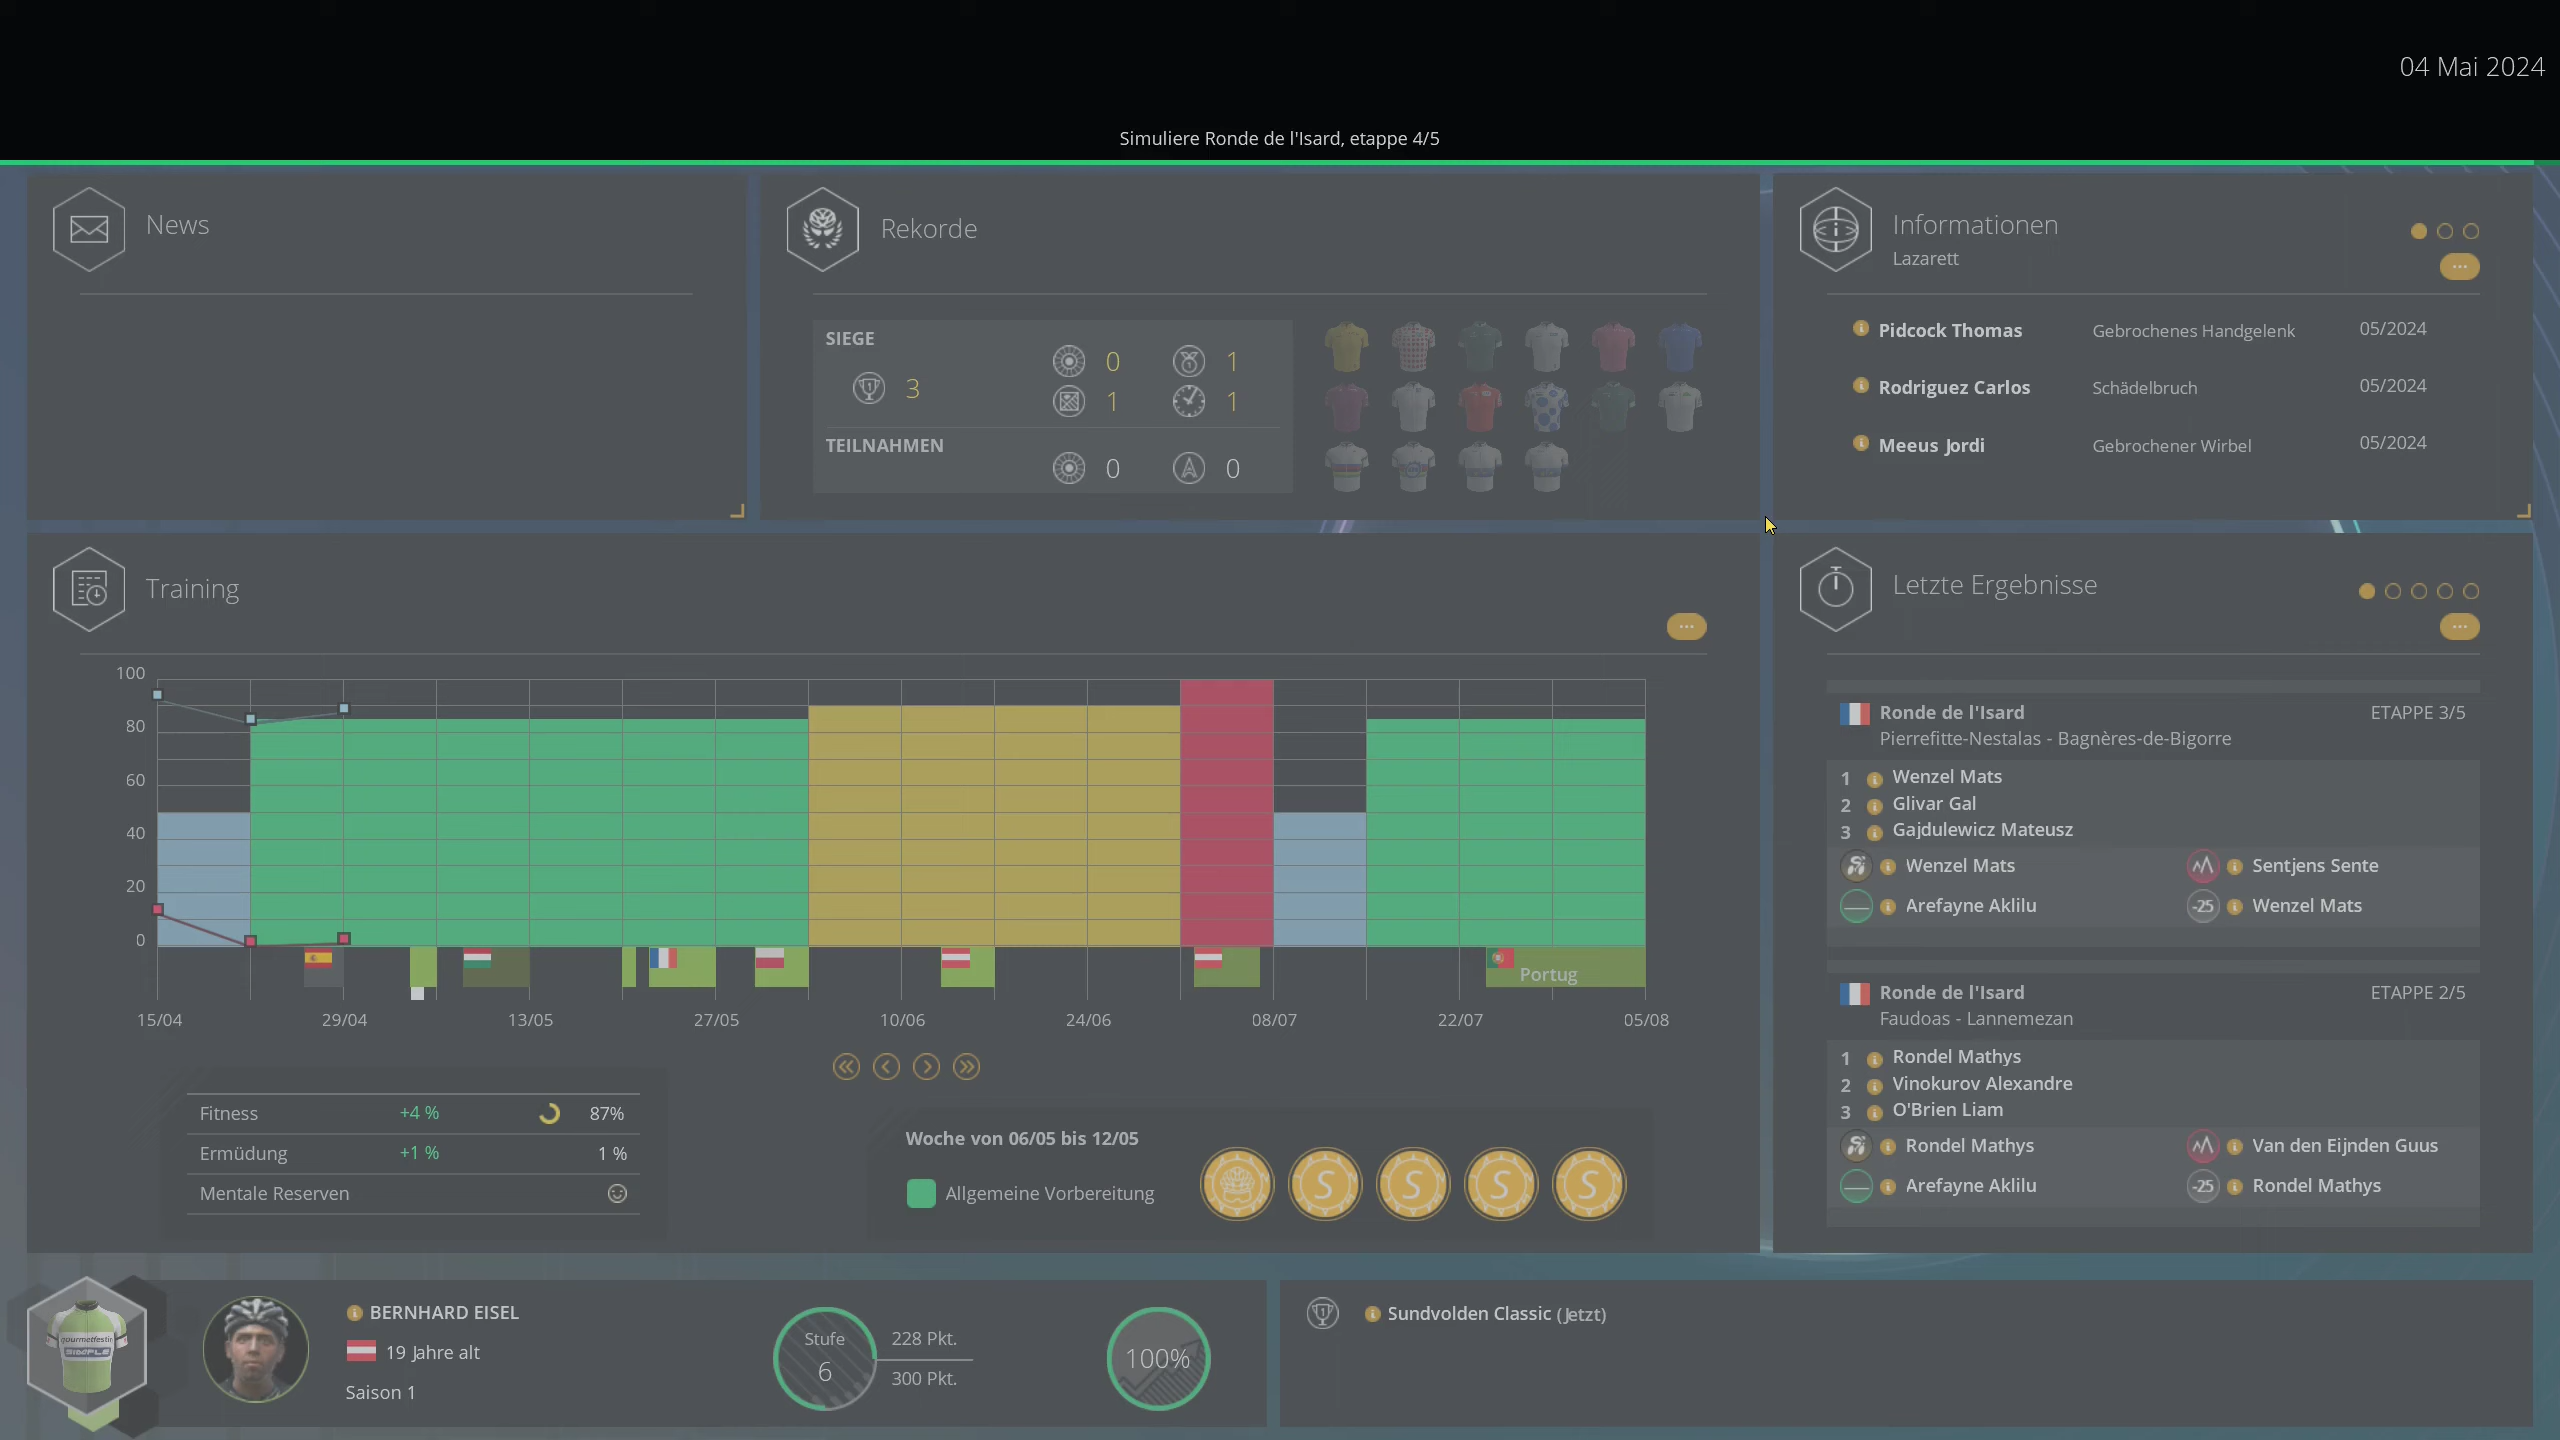 04 Mai 2024
Simuliere Ronde de l'Isard, etappe 4/5
News
Rekorde
SIEGE
3
0
1
1
1
TEILNAHMEN
0
0
Informationen
Lazarett
Pidcock Thomas Gebrochenes Handgelenk 05/2024
Rodriguez Carlos Schädelbruch 05/2024
Meeus Jordi Gebrochener Wirbel 05/2024
Training
100
80
60
40
20
0
Portug
15/04 29/04 13/05 27/05 10/06 24/06 08/07 22/07 05/08
Fitness +4 % 87%
Ermüdung +1 % 1 %
Mentale Reserven
Woche von 06/05 bis 12/05
Allgemeine Vorbereitung
S S S S
Letzte Ergebnisse
Ronde de l'Isard ETAPPE 3/5
Pierrefitte-Nestalas - Bagnères-de-Bigorre
1 Wenzel Mats
2 Glivar Gal
3 Gajdulewicz Mateusz
Wenzel Mats Sentjens Sente
Arefayne Aklilu -25 Wenzel Mats
Ronde de l'Isard ETAPPE 2/5
Faudoas - Lannemezan
1 Rondel Mathys
2 Vinokurov Alexandre
3 O'Brien Liam
Rondel Mathys Van den Eijnden Guus
Arefayne Aklilu -25 Rondel Mathys
BERNHARD EISEL
19 Jahre alt
Saison 1
Stufe
6
228 Pkt.
300 Pkt.
100%
Sundvolden Classic (Jetzt)